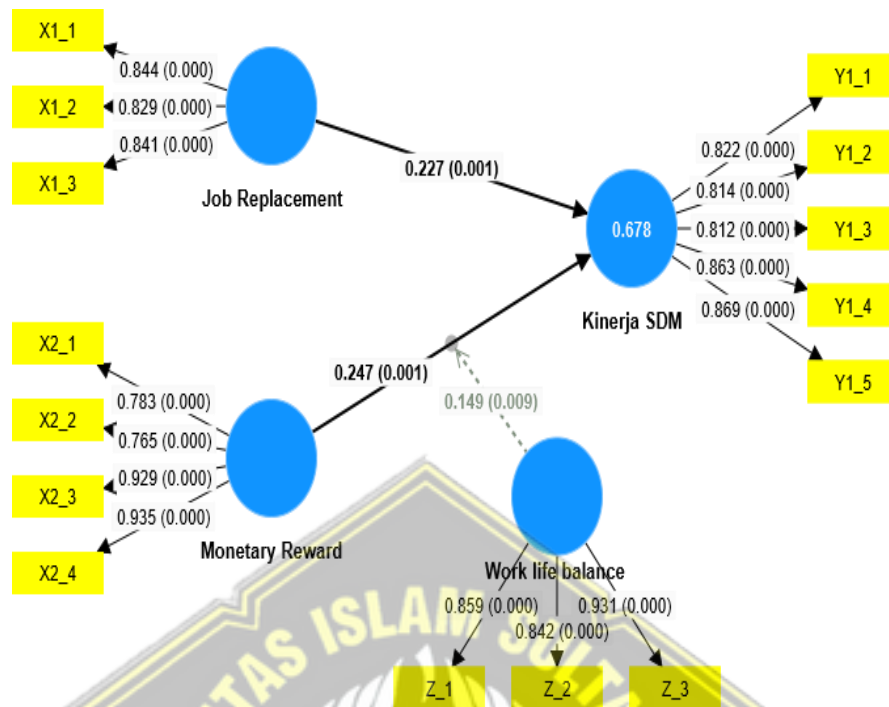 X1_1
0.844 (0.000)
X1_2
0.829 (0.000)
0.841 (0.000)
X1_3
Job Replacement
0.227 (0.001)
0.678
Kinerja SDM
Y1_1
0.822 (0.000)
Y1_2
0.814 (0.000)
0.812 (0.000)
Y1_3
0.863 (0.000)
Y1_4
0.869 (0.000)
Y1_5
X2_1
0.783 (0.000)
X2_2
0.765 (0.000)
0.929 (0.000)
X2_3
0.935 (0.000)
X2_4
Monetary Reward
0.247 (0.001)
0.149 (0.009)
Work life balance
0.859 (0.000)
0.931 (0.000)
0.842 (0.000)
Z_1
Z_2
Z_3
ISLAM